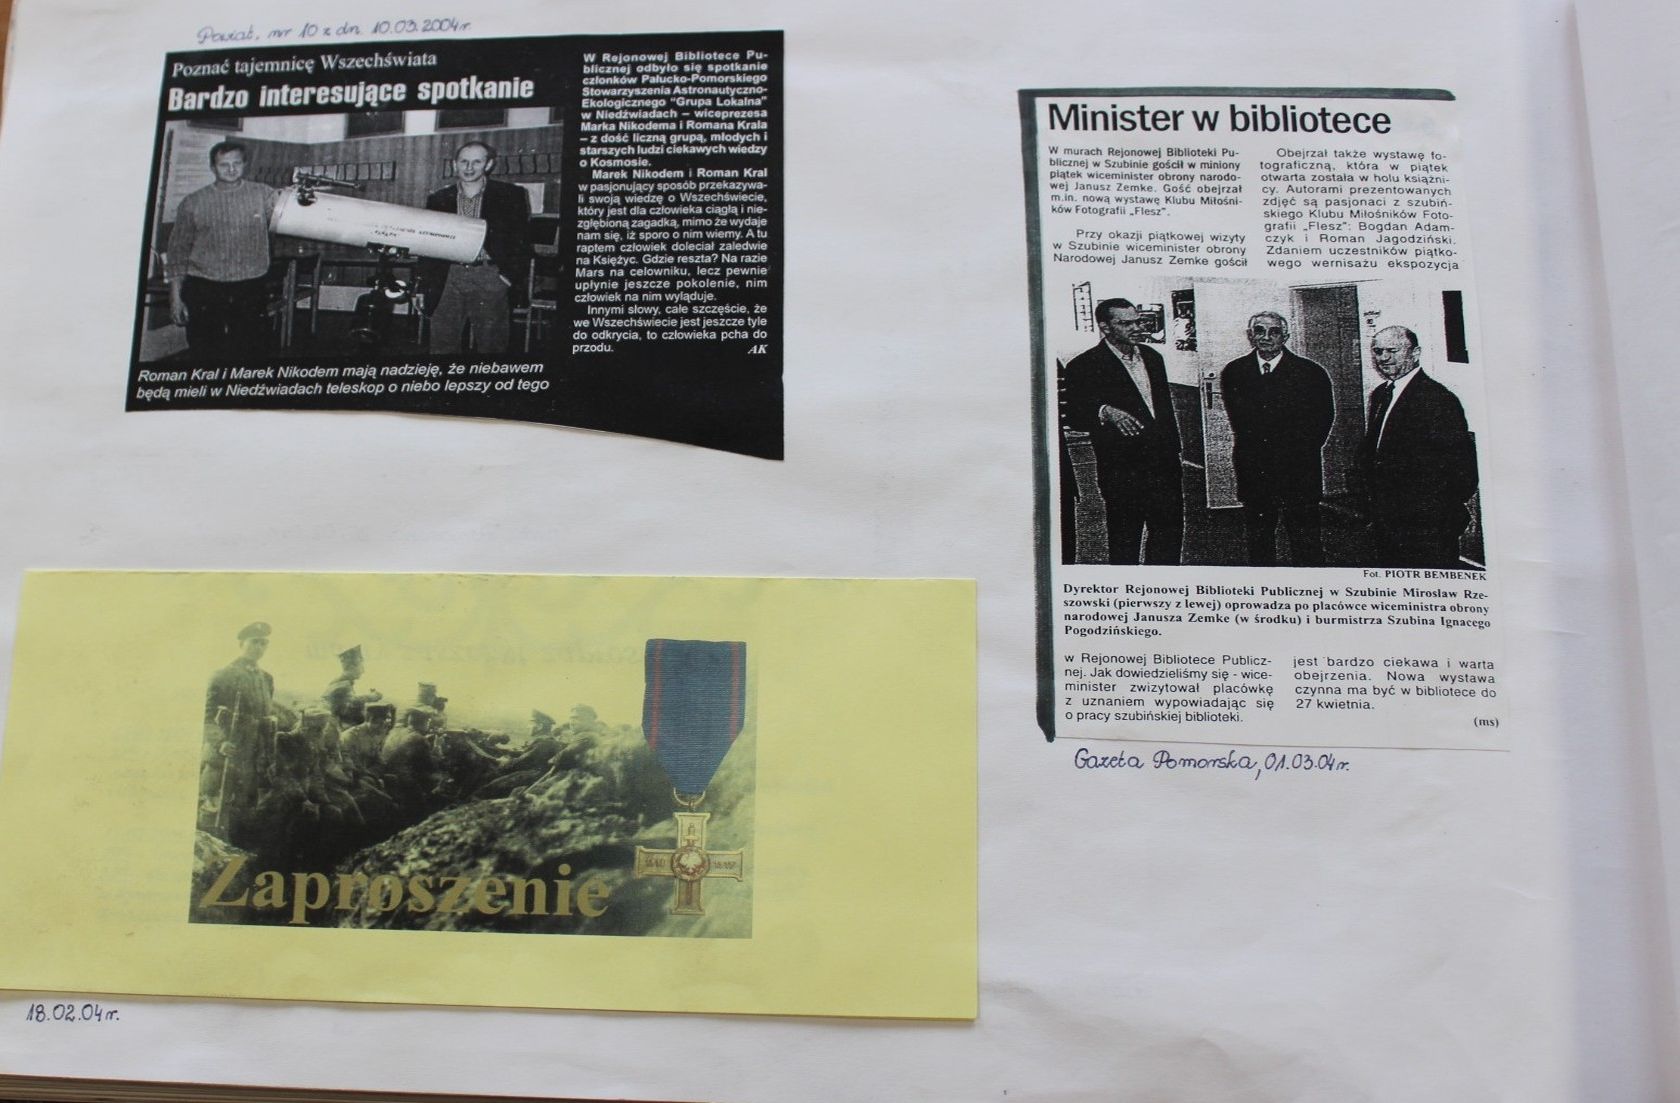 Powiat, nr 10 z dn. 10.03.2004r.
Poznać tajemnicę Wszechświata
Bardzo interesujące spotkanie
W Rejonowej Bibliotece Pu-
blicznej odbyło się spotkanie
członków Pałucko-Pomorskiego
Stowarzyszenia Astronautyczno-
Ekologicznego "Grupa Lokalna"
w Niedźwiadach – wiceprezesa
Marka Nikodema i Romana Krala
– z dość liczną grupą, młodych i
starszych ludzi ciekawych wiedzy
o Kosmosie.
Marek Nikodem i Roman Kral
w pasjonujący sposób przekazywa-
li swoją wiedzę o Wszechświecie,
który jest dla człowieka ciągłą i nie-
zgłębioną zagadką, mimo że wydaje
nam się, iż sporo o nim wiemy. A tu
raptem człowiek doleciał zaledwie
na Księżyc. Gdzie reszta? Na razie
Mars na celowniku, lecz pewnie
upłynie jeszcze pokolenie, nim
człowiek na nim wyląduje.
Innymi słowy, całe szczęście, że
we Wszechświecie jest jeszcze tyle
do odkrycia, to człowieka pcha do
przodu.
AK
Roman Kral i Marek Nikodem mają nadzieję, że niebawem
będą mieli w Niedźwiadach teleskop o niebo lepszy od tego
Minister w bibliotece
W murach Rejonowej Biblioteki Pu-
blicznej w Szubinie gościł w miniony
piątek wiceminister obrony narodo-
wej Janusz Zemke. Gość obejrzał
m.in. nową wystawę Klubu Miłośni-
ków Fotografii „Flesz".
Przy okazji piątkowej wizyty
w Szubinie wiceminister obrony
Narodowej Janusz Zemke gościł
Obejrzał także wystawę fo-
tograficzną, która w piątek
otwarta została w holu książni-
cy. Autorami prezentowanych
zdjęć są pasjonaci z szubiń-
skiego Klubu Miłośników Foto-
grafii „Flesz": Bogdan Adam-
czyk i Roman Jagodziński.
Zdaniem uczestników piątko-
wego wernisażu ekspozycja
Fot. PIOTR BEMBENEK
Dyrektor Rejonowej Biblioteki Publicznej w Szubinie Mirosław Rze-
szowski (pierwszy z lewej) oprowadza po placówce wiceministra obrony
narodowej Janusza Zemke (w środku) i burmistrza Szubina Ignacego
Pogodzińskiego.
w Rejonowej Bibliotece Publicz-
nej. Jak dowiedzieliśmy się - wice-
minister zwizytował placówkę
z uznaniem wypowiadając się
o pracy szubińskiej biblioteki.
jest bardzo ciekawa i warta
obejrzenia. Nowa wystawa
czynna ma być w bibliotece do
27 kwietnia.
(ms)
Gazeta Pomorska, 01.03.04r.
Zaproszenie
18.02.04r.